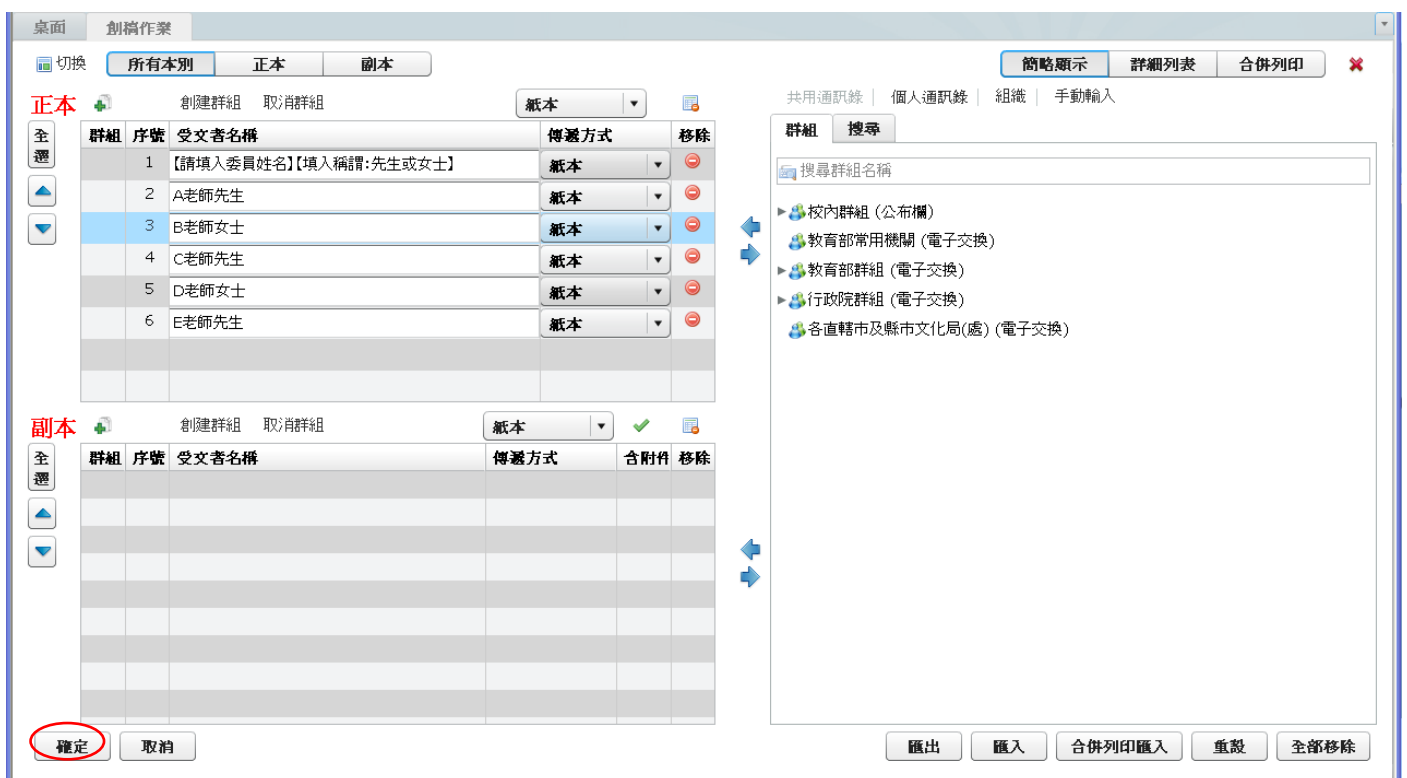 桌面 創稿作業
切換 所有本別 正本 副本 簡略顯示 詳細列表 合併列印
正本 創建群組 取消群組 紙本 共用通訊錄 個人通訊錄 組織 手動輸入
全選 群組 序號 受文者名稱 傳遞方式 移除 群組 搜尋
1 【請填入委員姓名】【填入稱謂:先生或女士】 紙本 搜尋群組名稱
2 A老師先生 紙本
3 B老師女士 紙本 校內群組 (公布欄)
4 C老師先生 紙本 教育部常用機關 (電子交換)
5 D老師女士 紙本 教育部群組 (電子交換)
6 E老師先生 紙本 行政院群組 (電子交換)
各直轄市及縣市文化局(處) (電子交換)
副本 創建群組 取消群組 紙本
全選 群組 序號 受文者名稱 傳遞方式 含附件 移除
確定 取消 匯出 匯入 合併列印匯入 重設 全部移除